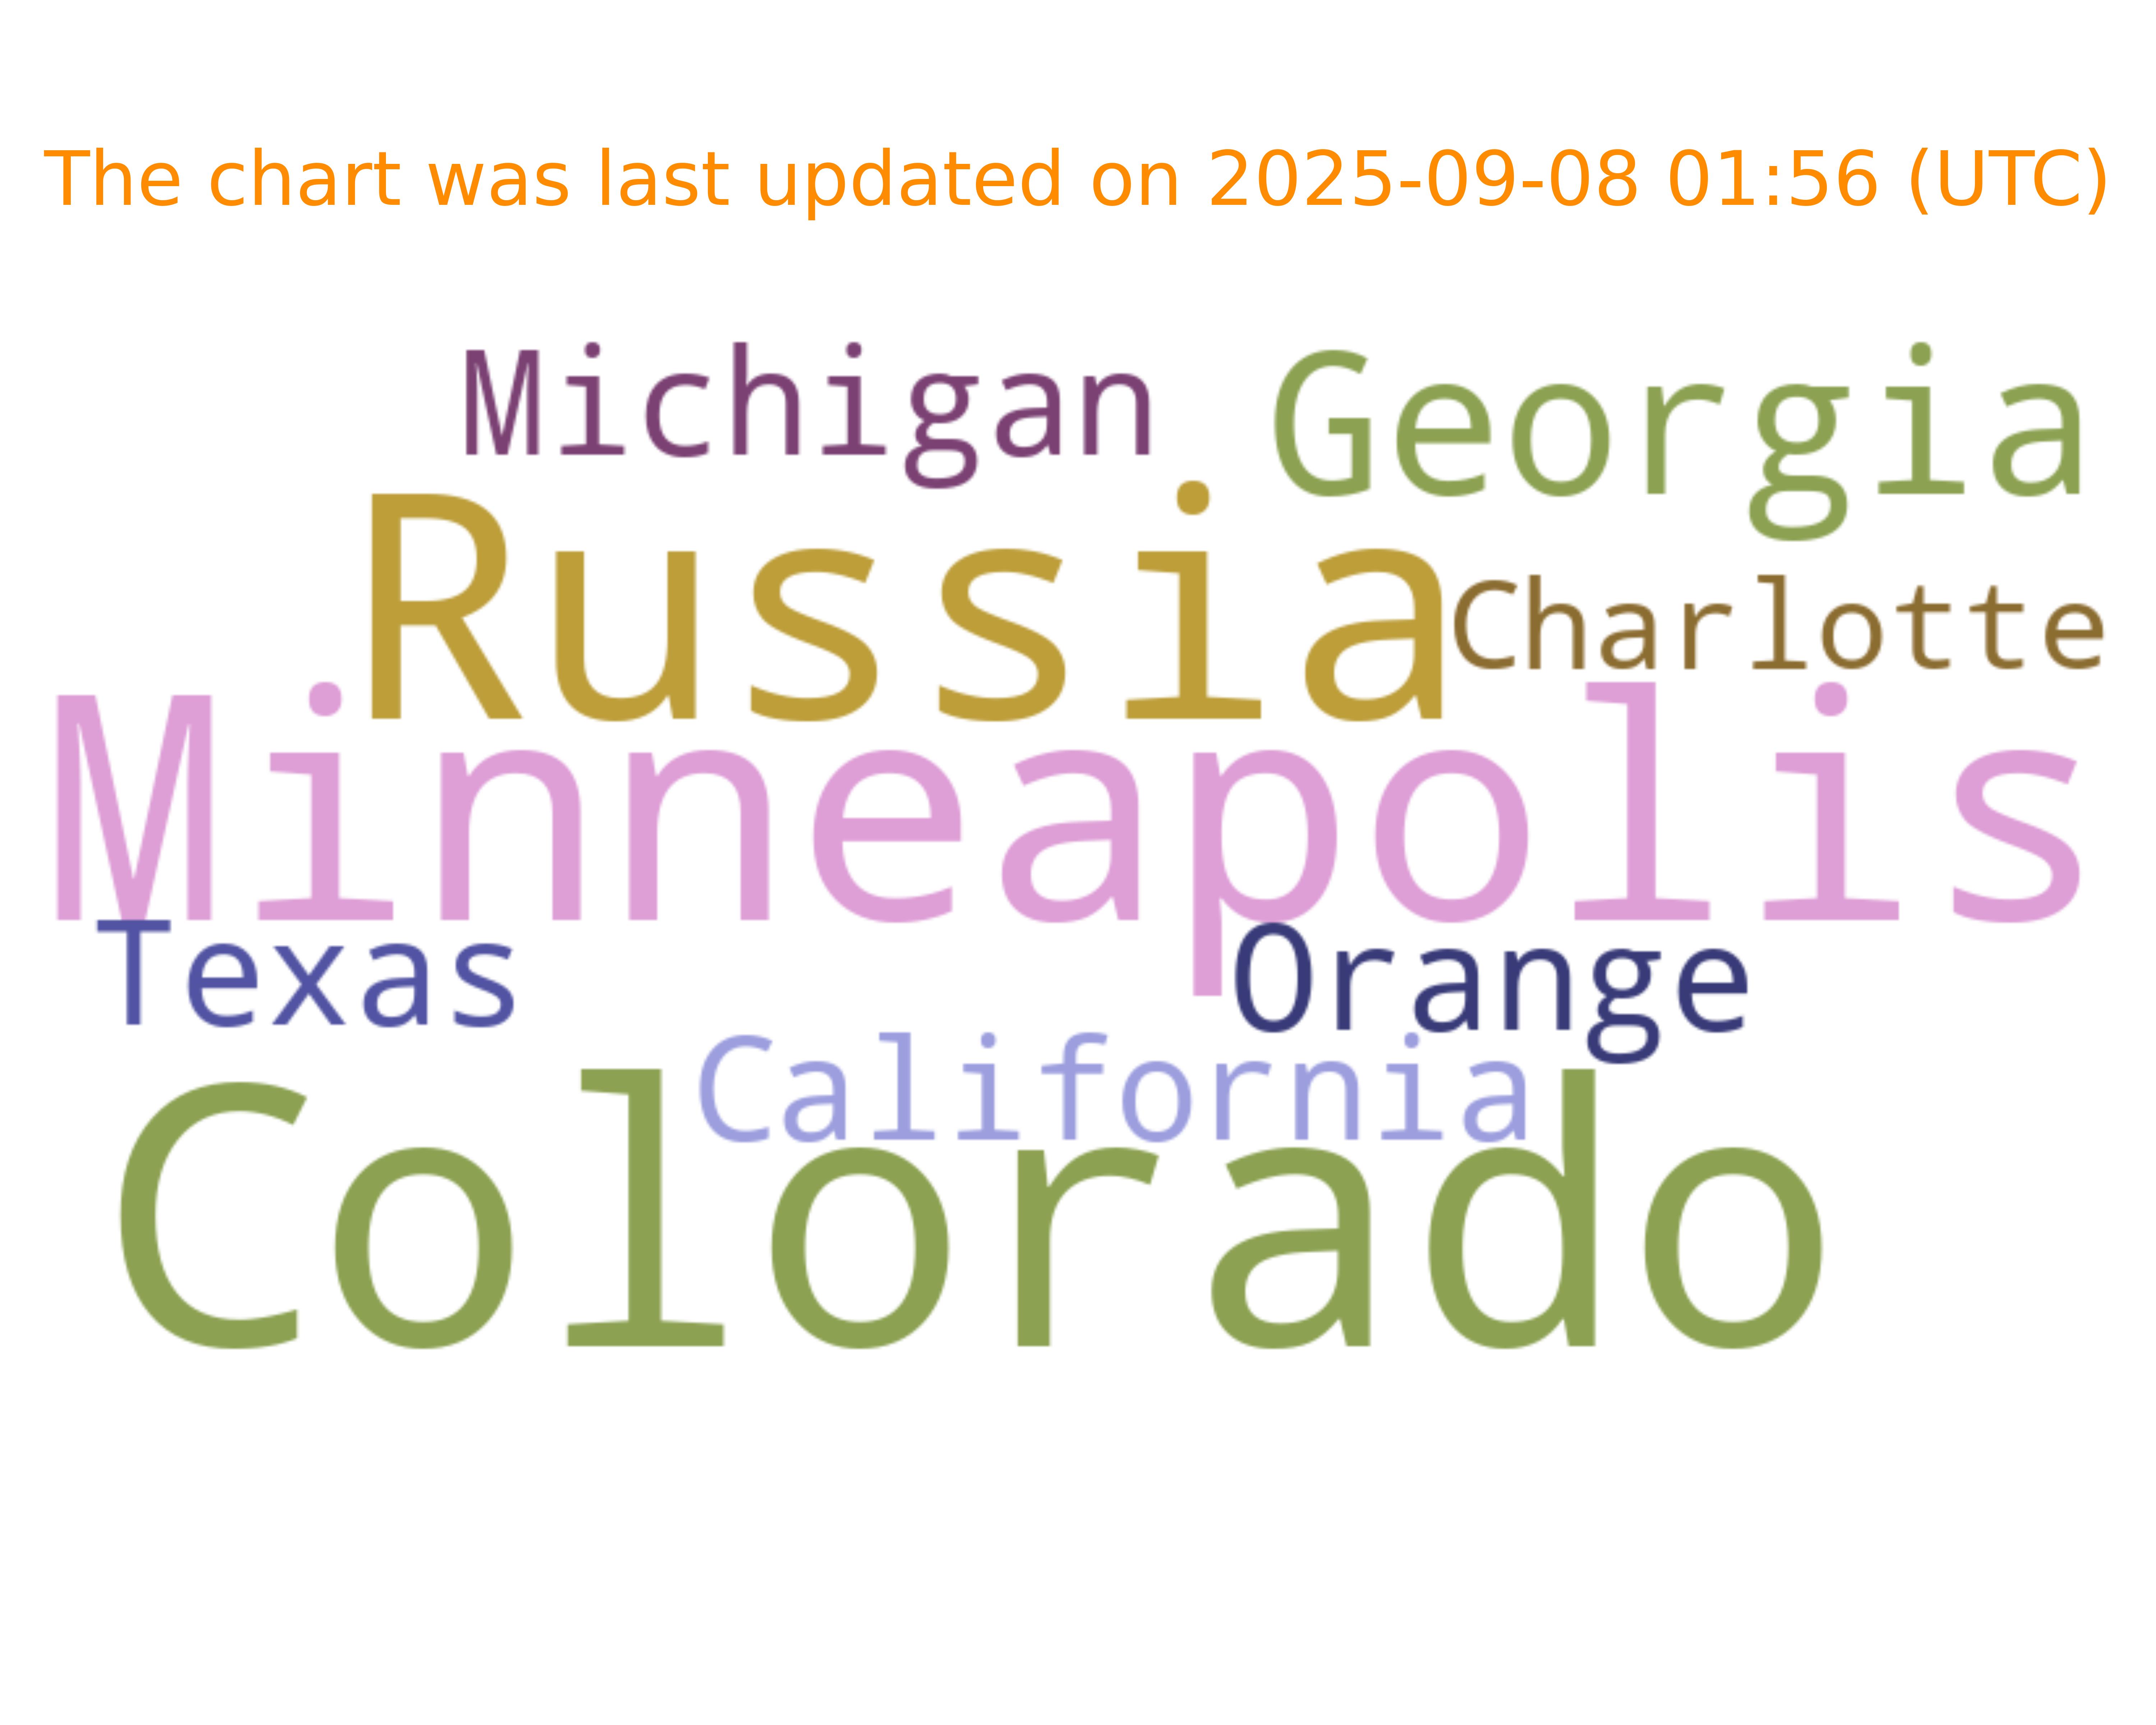 The chart was last updated on 2025-09-08 01:56 (UTC)
Michigan
Georgia
Russia
Charlotte
Minneapolis
Texas
Orange
California
Colorado